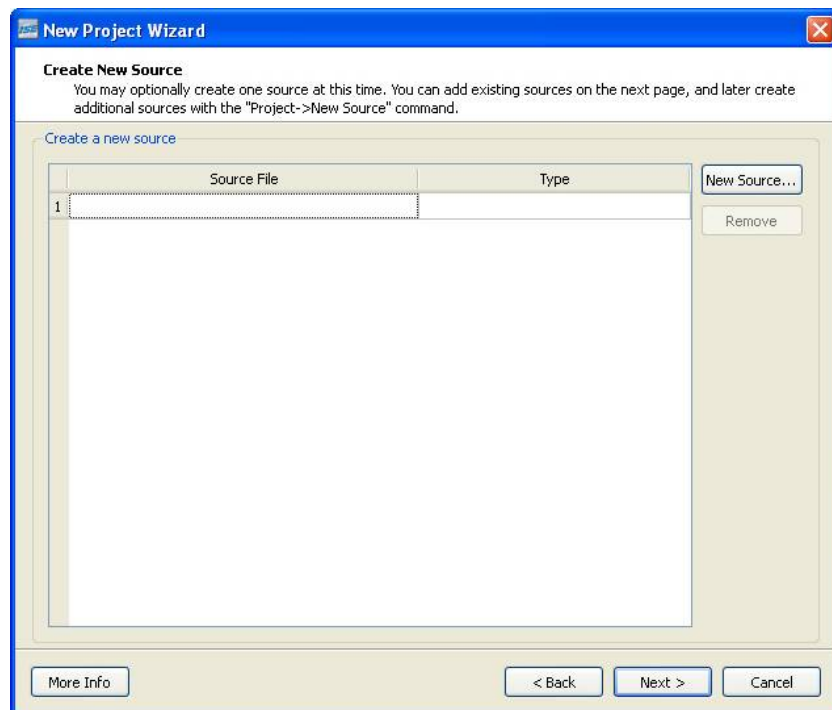 ISE New Project Wizard
Create New Source
You may optionally create one source at this time. You can add existing sources on the next page, and later create
additional sources with the "Project->New Source" command.
Create a new source
Source File Type
New Source...
1
Remove
More Info < Back Next > Cancel